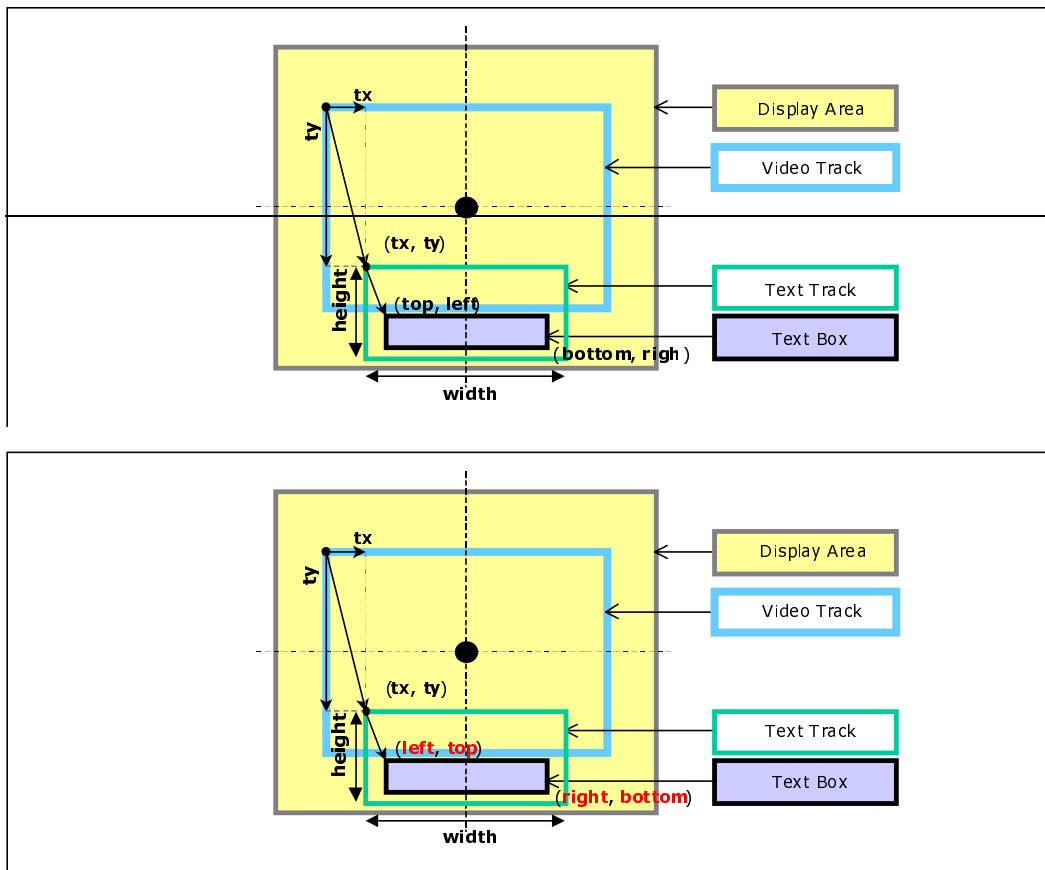 tx
Display Area
ty
Video Track
(tx, ty)
height
Text Track
(top, left)
Text Box
(bottom, righ )
width
tx
Display Area
ty
Video Track
(tx, ty)
height
Text Track
(left, top)
Text Box
(right, bottom)
width